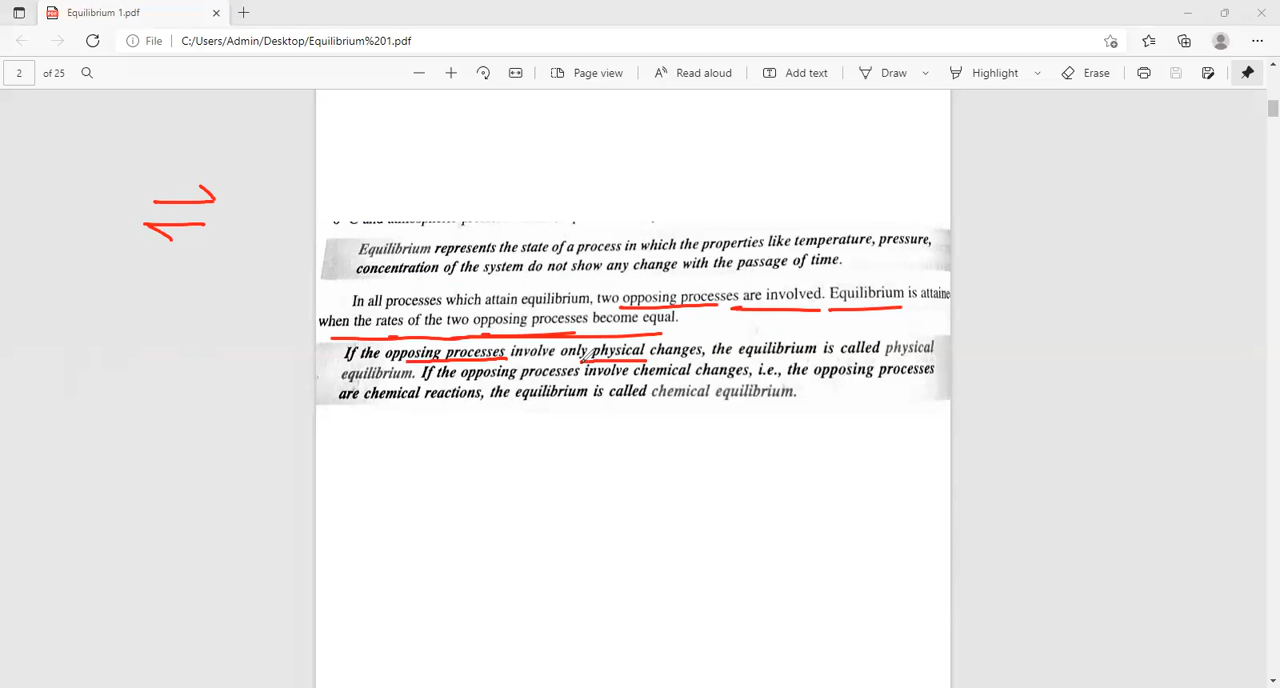 Equilibrium 1.pdf
File C:/Users/Admin/Desktop/Equilibrium%201.pdf
2 of 25 Page view Read aloud Add text Draw Highlight Erase
Equilibrium represents the state of a process in which the properties like temperature, pressure,
concentration of the system do not show any change with the passage of time.
In all processes which attain equilibrium, two opposing processes are involved. Equilibrium is attaine
when the rates of the two opposing processes become equal.
If the opposing processes involve only physical changes, the equilibrium is called physical
equilibrium. If the opposing processes involve chemical changes, i.e., the opposing processes
are chemical reactions, the equilibrium is called chemical equilibrium.